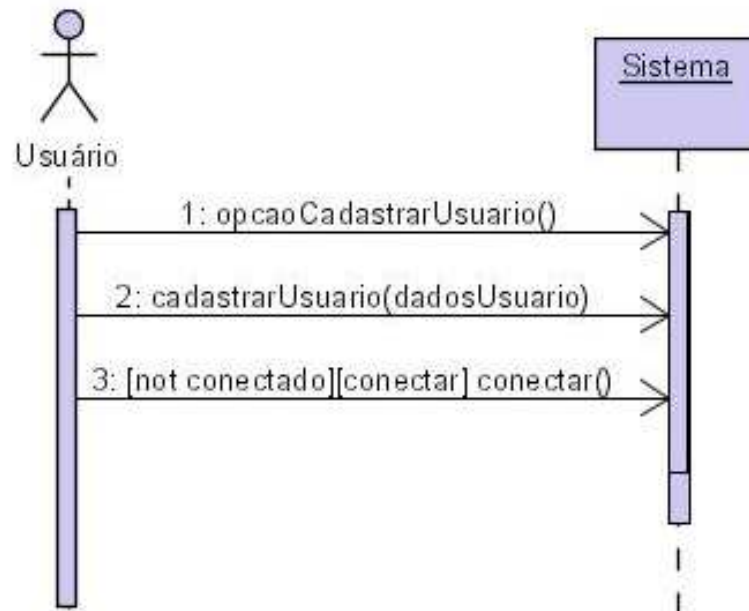 Sistema
Usuário
1: opcaoCadastrarUsuario()
2: cadastrarUsuario(dadosUsuario)
3: [not conectado][conectar] conectar()